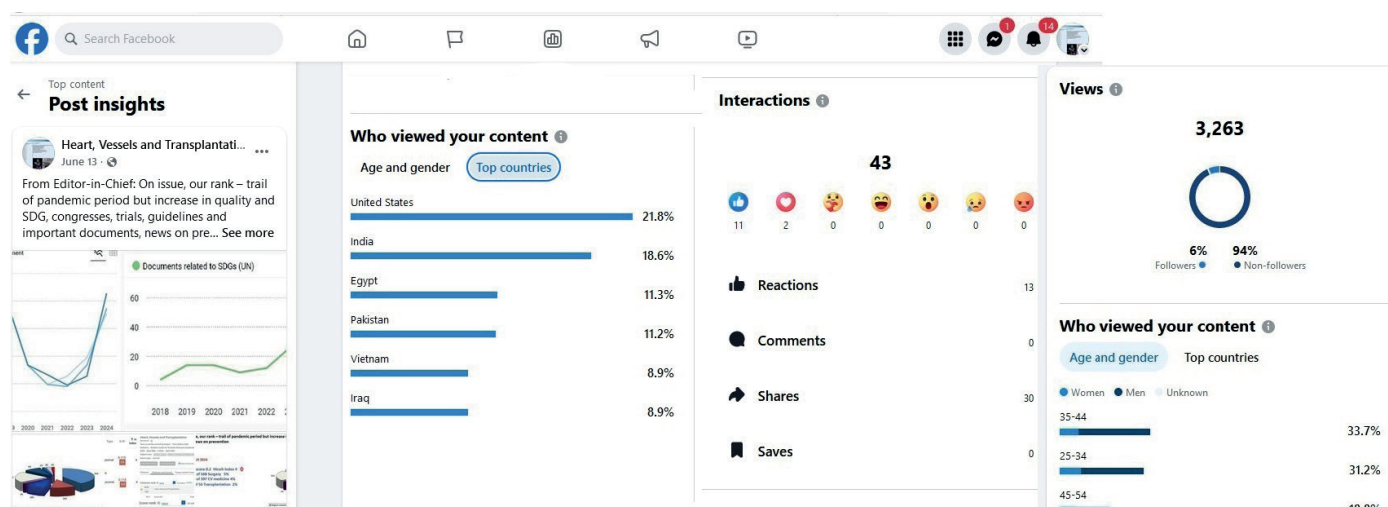 Search Facebook
1
14
Top content
Post insights
Heart, Vessels and Transplantati...
June 13 ·
From Editor-in-Chief: On issue, our rank – trail
of pandemic period but increase in quality and
SDG, congresses, trials, guidelines and
important documents, news on pre... See more
Documents related to SDGs (UN)
60
40
20
0
2018 2019 2020 2021 2022
2020 2021 2022 2023 2024
Who viewed your content
Age and gender Top countries
United States
21.8%
India
18.6%
Egypt
11.3%
Pakistan
11.2%
Vietnam
8.9%
Iraq
8.9%
Interactions
43
11 2 0 0 0 0 0
Reactions 13
Comments 0
Shares 30
Saves 0
Views
3,263
6% 94%
Followers Non-followers
Who viewed your content
Age and gender Top countries
Women Men Unknown
35-44
33.7%
25-34
31.2%
45-54